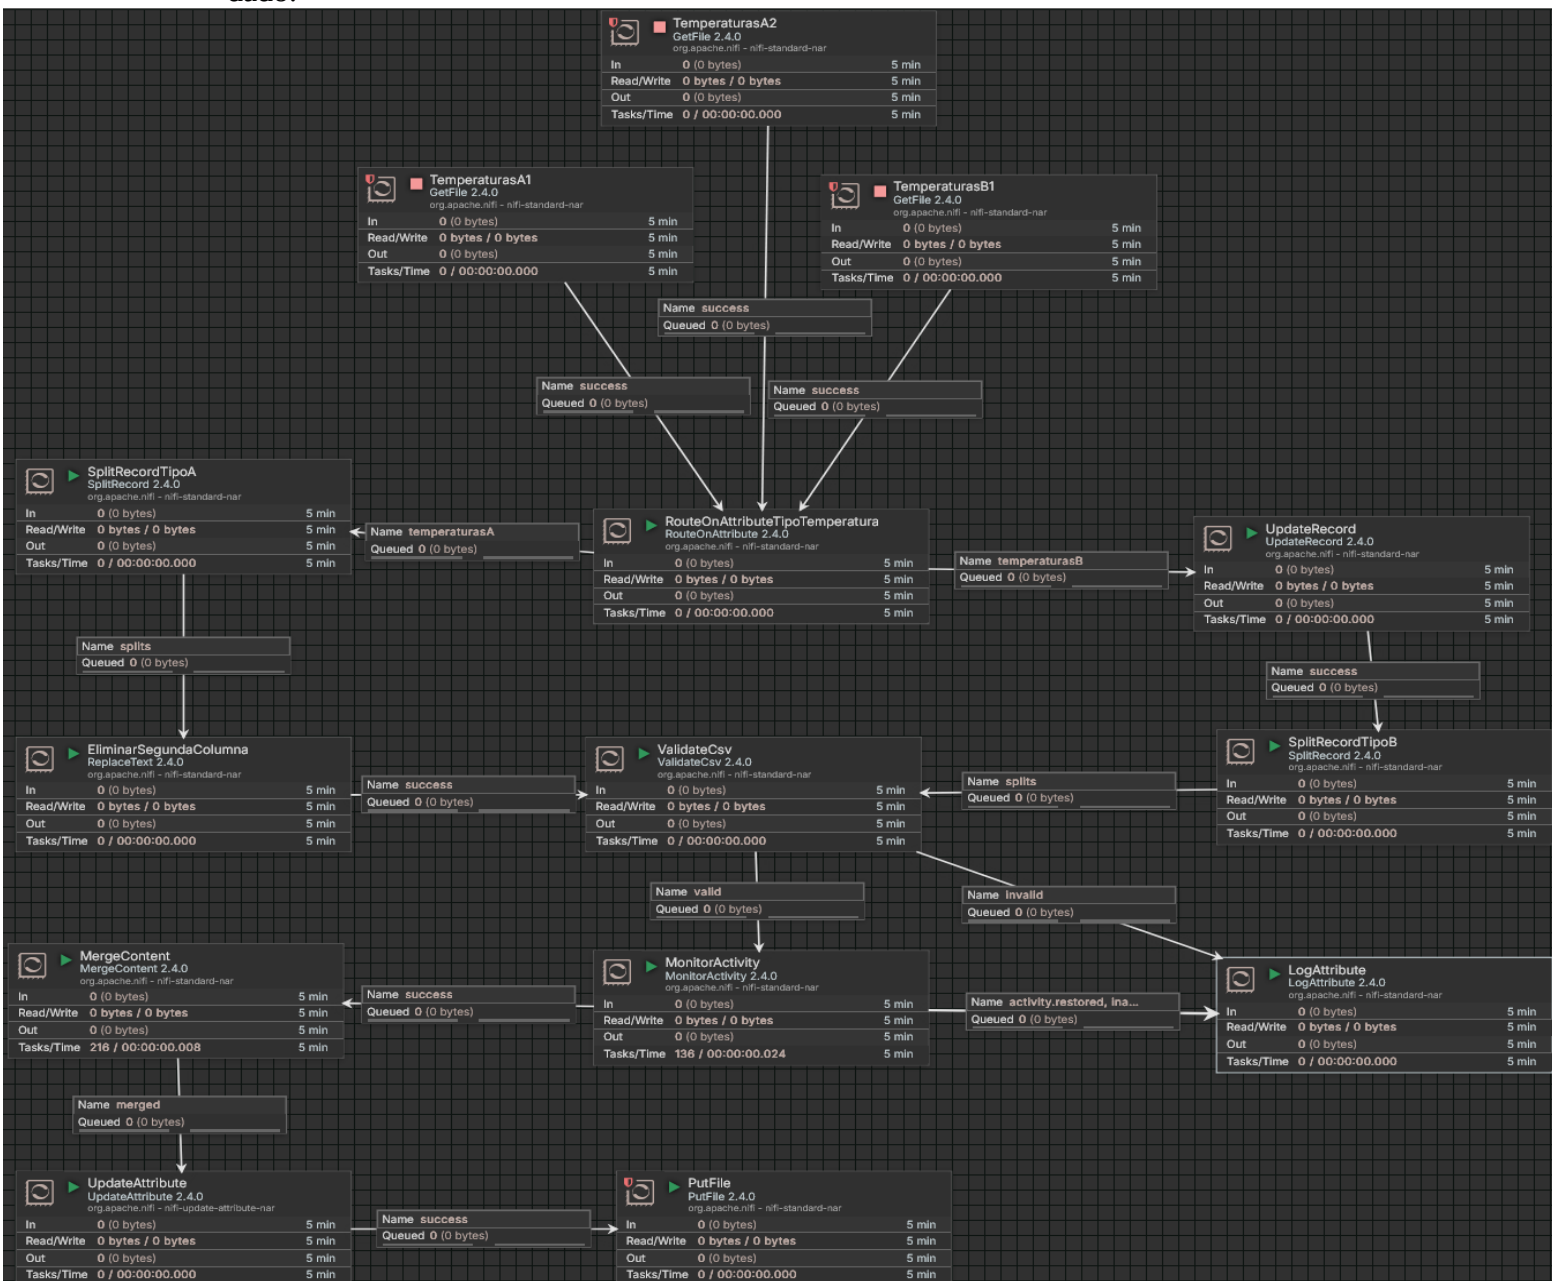 dado.
TemperaturasA2
GetFile 2.4.0
org.apache.nifi - nifi-standard-nar
In 0 (0 bytes) 5 min
Read/Write 0 bytes / 0 bytes 5 min
Out 0 (0 bytes) 5 min
Tasks/Time 0 / 00:00:00.000 5 min
TemperaturasA1
GetFile 2.4.0
org.apache.nifi - nifi-standard-nar
In 0 (0 bytes) 5 min
Read/Write 0 bytes / 0 bytes 5 min
Out 0 (0 bytes) 5 min
Tasks/Time 0 / 00:00:00.000 5 min
TemperaturasB1
GetFile 2.4.0
org.apache.nifi - nifi-standard-nar
In 0 (0 bytes) 5 min
Read/Write 0 bytes / 0 bytes 5 min
Out 0 (0 bytes) 5 min
Tasks/Time 0 / 00:00:00.000 5 min
Name success
Queued 0 (0 bytes)
Name success
Queued 0 (0 bytes)
Name success
Queued 0 (0 bytes)
SplitRecordTipoA
SplitRecord 2.4.0
org.apache.nifi - nifi-standard-nar
In 0 (0 bytes) 5 min
Read/Write 0 bytes / 0 bytes 5 min
Out 0 (0 bytes) 5 min
Tasks/Time 0 / 00:00:00.000 5 min
Name temperaturasA
Queued 0 (0 bytes)
RouteOnAttributeTipoTemperatura
RouteOnAttribute 2.4.0
org.apache.nifi - nifi-standard-nar
In 0 (0 bytes) 5 min
Read/Write 0 bytes / 0 bytes 5 min
Out 0 (0 bytes) 5 min
Tasks/Time 0 / 00:00:00.000 5 min
Name temperaturasB
Queued 0 (0 bytes)
UpdateRecord
UpdateRecord 2.4.0
org.apache.nifi - nifi-standard-nar
In 0 (0 bytes) 5 min
Read/Write 0 bytes / 0 bytes 5 min
Out 0 (0 bytes) 5 min
Tasks/Time 0 / 00:00:00.000 5 min
Name splits
Queued 0 (0 bytes)
Name success
Queued 0 (0 bytes)
EliminarSegundaColumna
ReplaceText 2.4.0
org.apache.nifi - nifi-standard-nar
In 0 (0 bytes) 5 min
Read/Write 0 bytes / 0 bytes 5 min
Out 0 (0 bytes) 5 min
Tasks/Time 0 / 00:00:00.000 5 min
Name success
Queued 0 (0 bytes)
ValidateCsv
ValidateCsv 2.4.0
org.apache.nifi - nifi-standard-nar
In 0 (0 bytes) 5 min
Read/Write 0 bytes / 0 bytes 5 min
Out 0 (0 bytes) 5 min
Tasks/Time 0 / 00:00:00.000 5 min
Name splits
Queued 0 (0 bytes)
SplitRecordTipoB
SplitRecord 2.4.0
org.apache.nifi - nifi-standard-nar
In 0 (0 bytes) 5 min
Read/Write 0 bytes / 0 bytes 5 min
Out 0 (0 bytes) 5 min
Tasks/Time 0 / 00:00:00.000 5 min
Name valid
Queued 0 (0 bytes)
Name invalid
Queued 0 (0 bytes)
MergeContent
MergeContent 2.4.0
org.apache.nifi - nifi-standard-nar
In 0 (0 bytes) 5 min
Read/Write 0 bytes / 0 bytes 5 min
Out 0 (0 bytes) 5 min
Tasks/Time 216 / 00:00:00.008 5 min
Name success
Queued 0 (0 bytes)
MonitorActivity
MonitorActivity 2.4.0
org.apache.nifi - nifi-standard-nar
In 0 (0 bytes) 5 min
Read/Write 0 bytes / 0 bytes 5 min
Out 0 (0 bytes) 5 min
Tasks/Time 136 / 00:00:00.024 5 min
Name activity.restored, ina...
Queued 0 (0 bytes)
LogAttribute
LogAttribute 2.4.0
org.apache.nifi - nifi-standard-nar
In 0 (0 bytes) 5 min
Read/Write 0 bytes / 0 bytes 5 min
Out 0 (0 bytes) 5 min
Tasks/Time 0 / 00:00:00.000 5 min
Name merged
Queued 0 (0 bytes)
UpdateAttribute
UpdateAttribute 2.4.0
org.apache.nifi - nifi-update-attribute-nar
In 0 (0 bytes) 5 min
Read/Write 0 bytes / 0 bytes 5 min
Out 0 (0 bytes) 5 min
Tasks/Time 0 / 00:00:00.000 5 min
Name success
Queued 0 (0 bytes)
PutFile
PutFile 2.4.0
org.apache.nifi - nifi-standard-nar
In 0 (0 bytes) 5 min
Read/Write 0 bytes / 0 bytes 5 min
Out 0 (0 bytes) 5 min
Tasks/Time 0 / 00:00:00.000 5 min